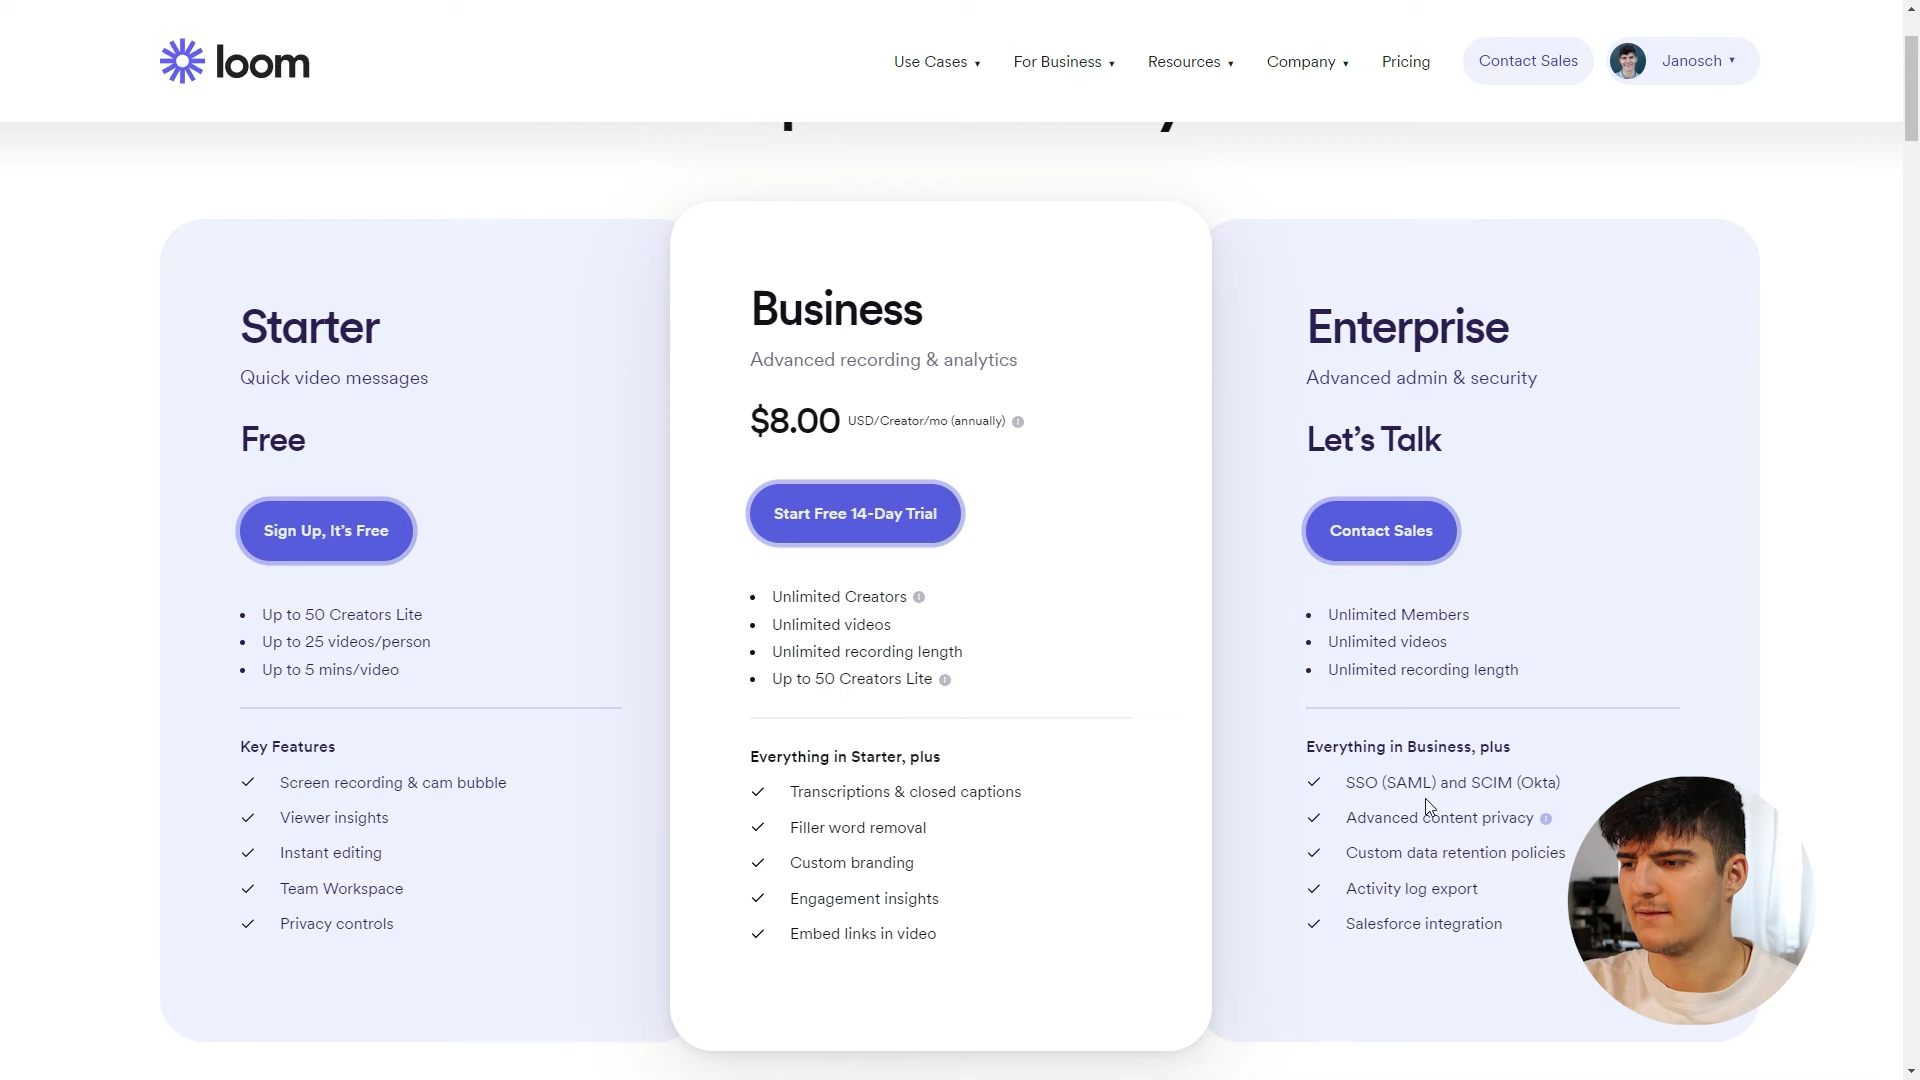 loom
Use Cases
For Business
Resources
Company
Pricing
Contact Sales
Janosch
Starter
Quick video messages
Free
Sign Up, It's Free
Up to 50 Creators Lite
Up to 25 videos/person
Up to 5 mins/video
Key Features
Screen recording & cam bubble
Viewer insights
Instant editing
Team Workspace
Privacy controls
Business
Advanced recording & analytics
$8.00 USD/Creator/mo (annually)
Start Free 14-Day Trial
Unlimited Creators
Unlimited videos
Unlimited recording length
Up to 50 Creators Lite
Everything in Starter, plus
Transcriptions & closed captions
Filler word removal
Custom branding
Engagement insights
Embed links in video
Enterprise
Advanced admin & security
Let's Talk
Contact Sales
Unlimited Members
Unlimited videos
Unlimited recording length
Everything in Business, plus
SSO (SAML) and SCIM (Okta)
Advanced content privacy
Custom data retention policies
Activity log export
Salesforce integration